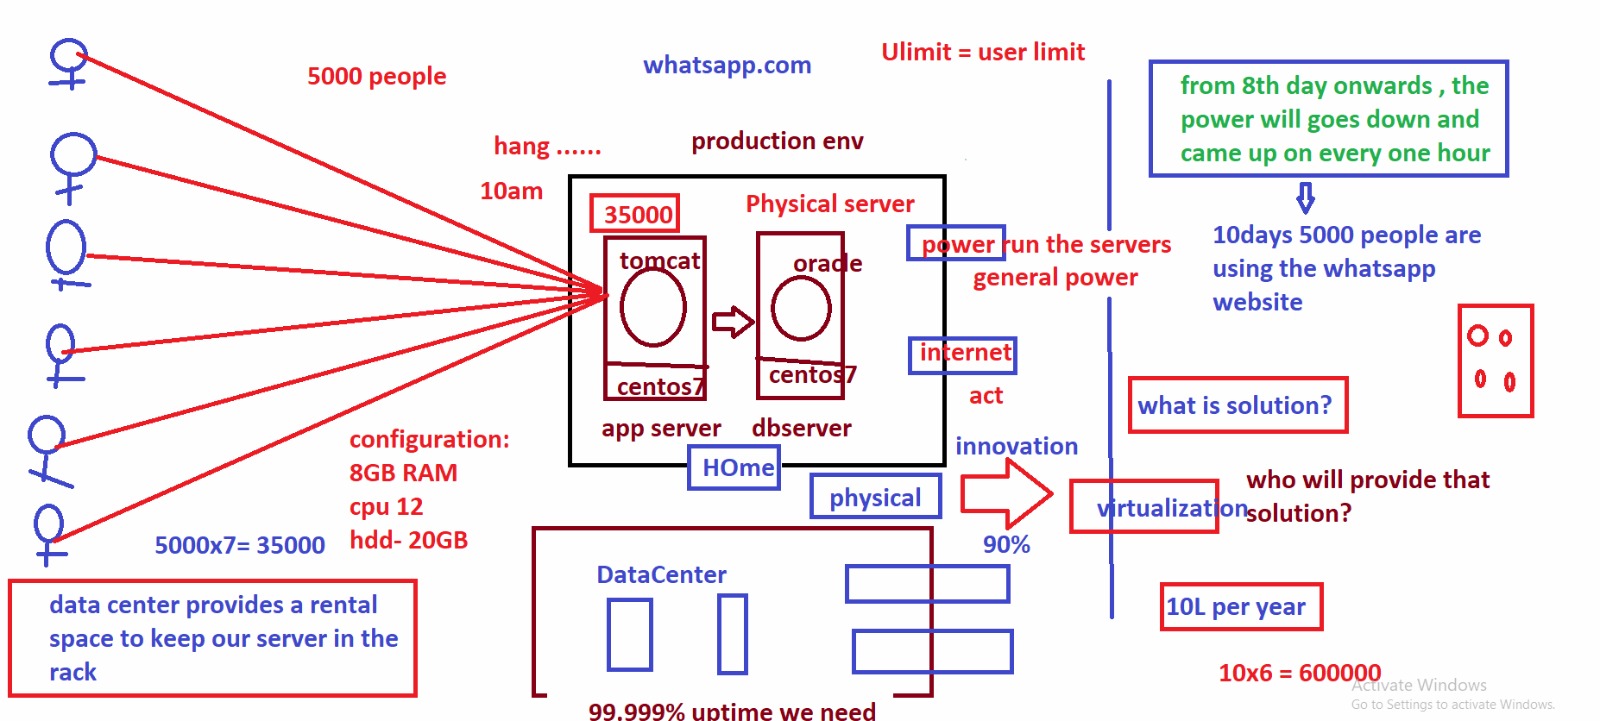 Ulimit = user limit
whatsapp.com
5000 people
from 8th day onwards , the
power will goes down and
came up on every one hour
hang ......
production env
10am
35000
Physical server
power run the servers
general power
10days 5000 people are
using the whatsapp
website
tomcat
oracle
internet
centos7
centos7
act
what is solution?
app server
dbserver
configuration:
8GB RAM
cpu 12
hdd- 20GB
HOme
innovation
physical
virtualization
who will provide that
solution?
5000x7= 35000
90%
DataCenter
data center provides a rental
space to keep our server in the
rack
10L per year
10x6 = 600000
99.999% uptime we need
Activate Windows
Go to Settings to activate Windows.